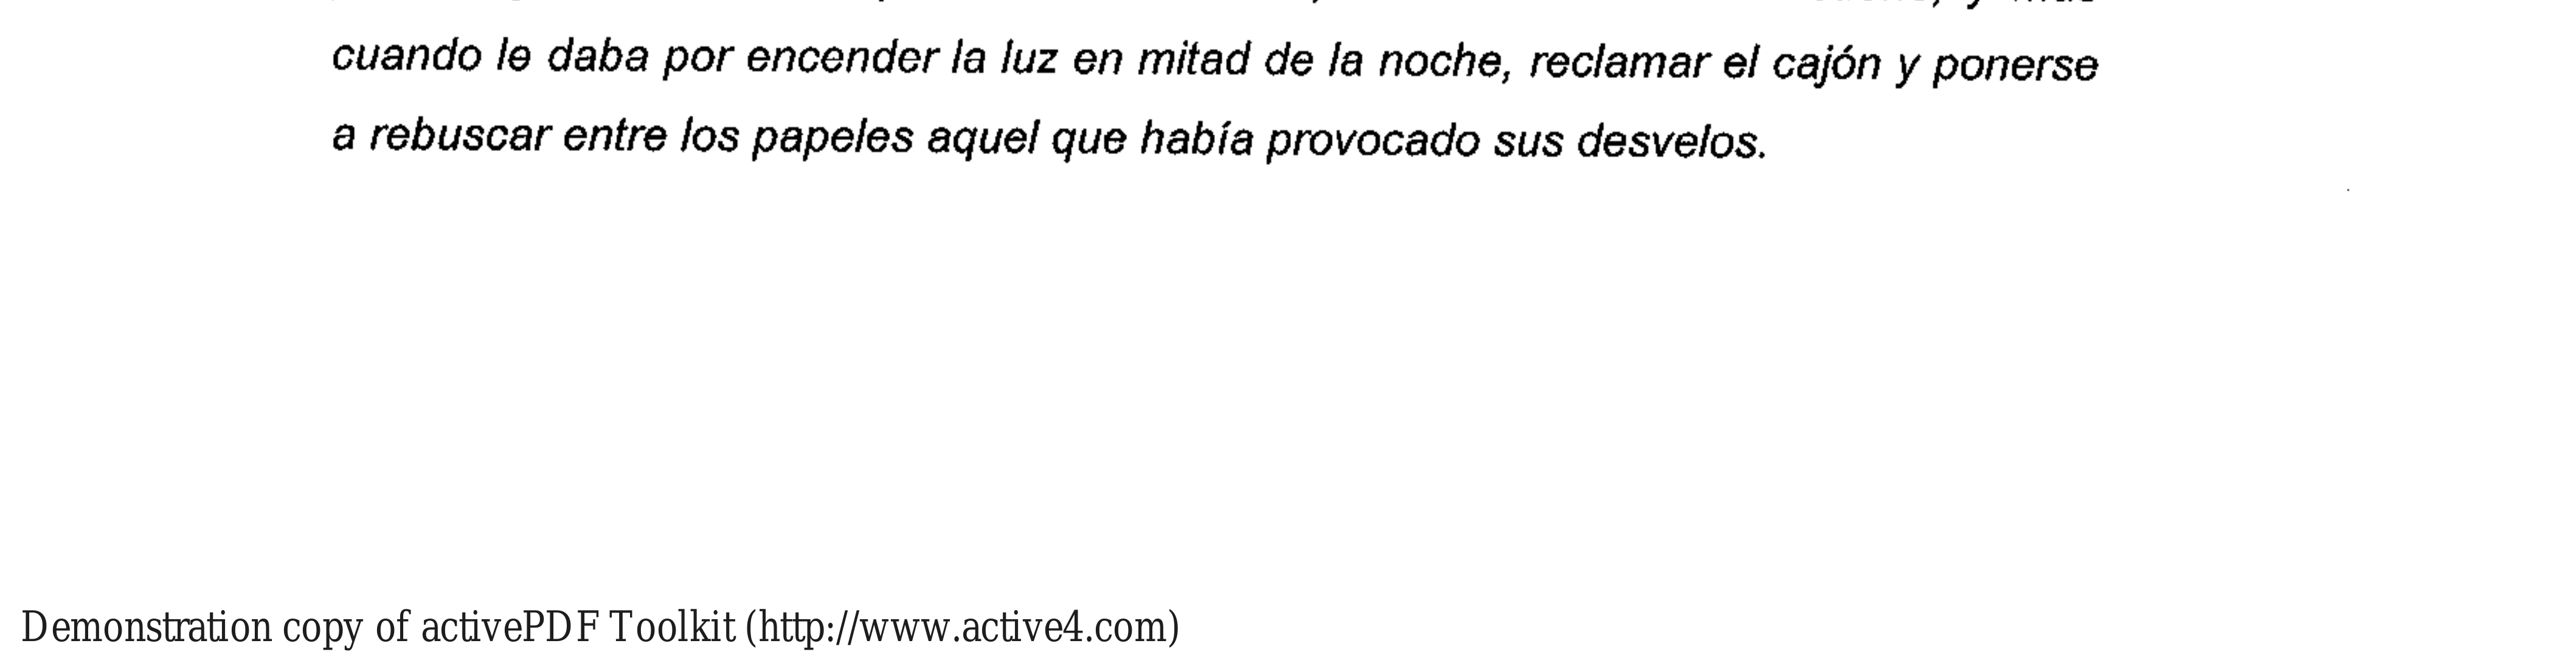 cuando le daba por encender la luz en mitad de la noche, reclamar el cajón y ponerse
a rebuscar entre los papeles aquel que había provocado sus desvelos.
Demonstration copy of activePDF Toolkit (http://www.active4.com)